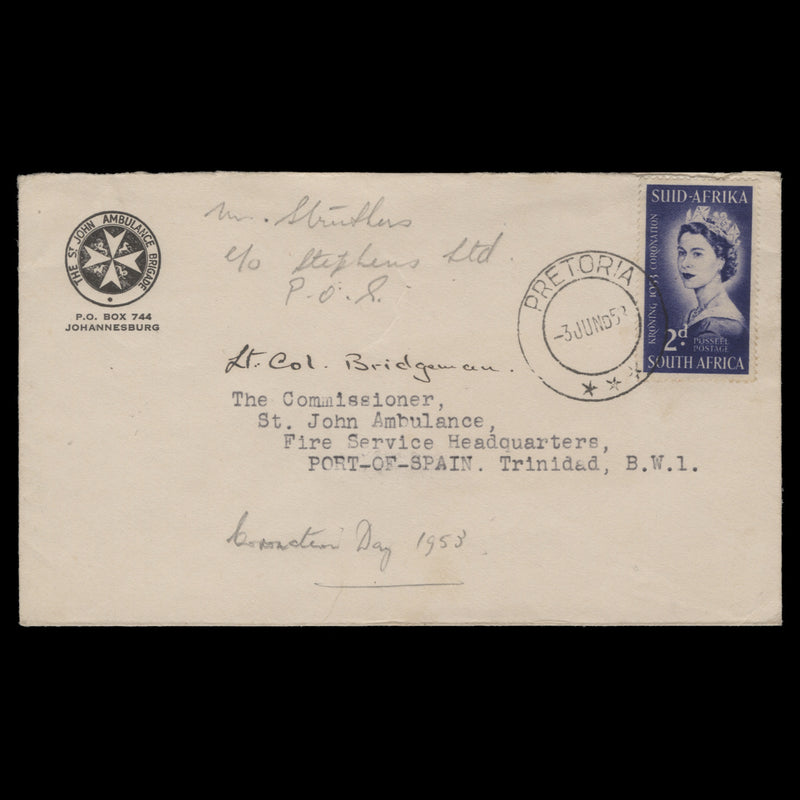 THE ST JOHN AMBULANCE BRIGADE
P.O. BOX 744
JOHANNESBURG
Mr. Struthers
c/o Stephens Ltd.
P.O.S.
SUID-AFRIKA
KRONING 1953 CORONATION
2d
POSSEEL
POSTAGE
SOUTH AFRICA
PRETORIA
-3JUN53
Lt. Col. Bridgeman.
The Commissioner,
St. John Ambulance,
Fire Service Headquarters,
PORT-OF-SPAIN. Trinidad, B.W.1.
Coronation Day 1953